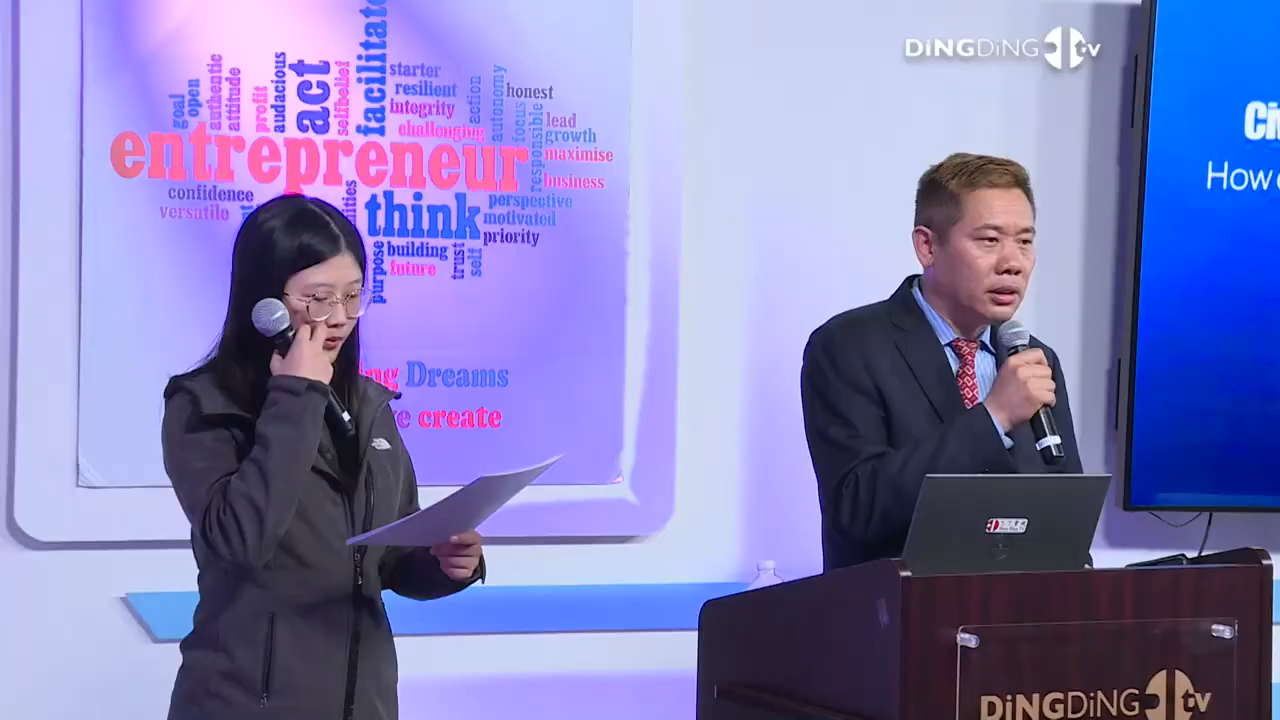 DiNGDiNG tv
facilitate
goal
open
authentic
attitude
profit
audacious
act
selfbelief
starter
resilient
integrity
challenging
action
autonomy
focus
honest
responsible
lead
growth
maximise
business
entrepreneur
confidence
versatile
think
perspective
motivated
priority
purpose
building
future
trust
self
Dreams
create
Ci
How
DiNGDiNG tv